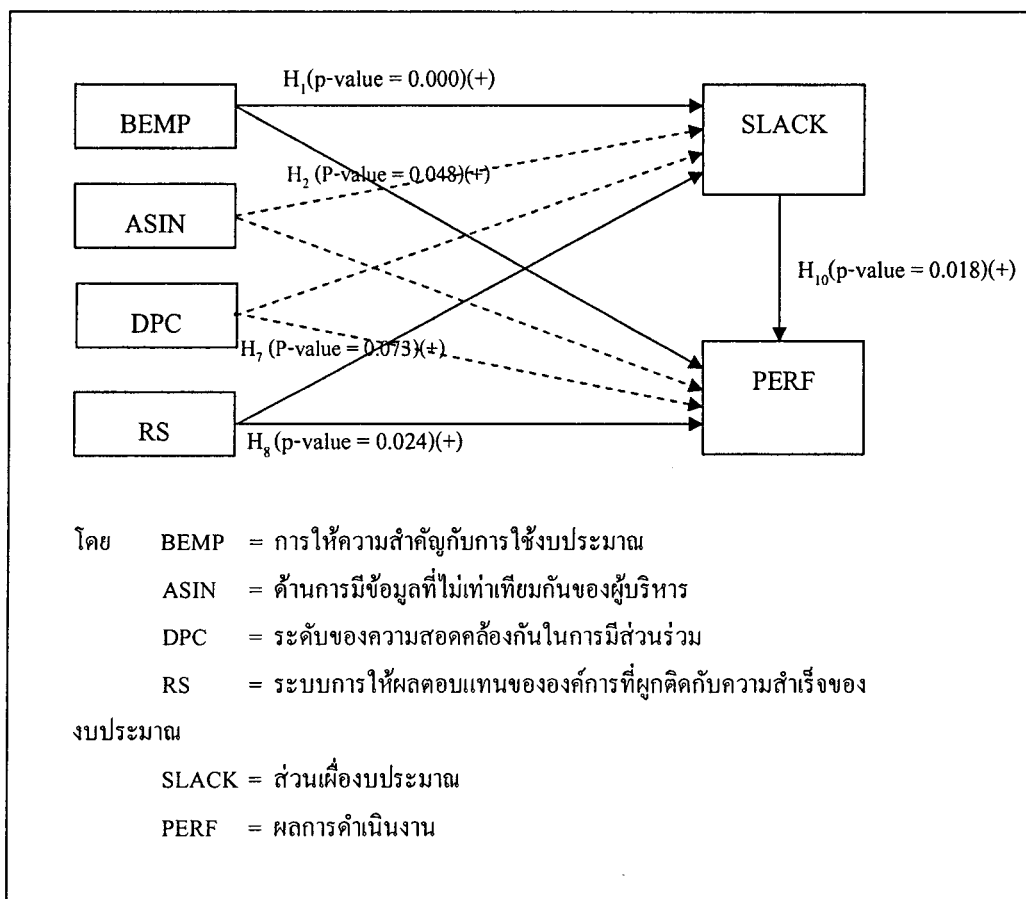 H₁(p-value = 0.000)(+)
BEMP
SLACK
H₂ (P-value = 0.048)(+)
ASIN
H₁₀(p-value = 0.018)(+)
DPC
H₇ (P-value = 0.073)(+)
PERF
RS
H₈ (p-value = 0.024)(+)
โดย BEMP = การให้ความสำคัญกับการใช้งบประมาณ
ASIN = ด้านการมีข้อมูลที่ไม่เท่าเทียมกันของผู้บริหาร
DPC = ระดับของความสอดคล้องกันในการมีส่วนร่วม
RS = ระบบการให้ผลตอบแทนขององค์การที่ผูกติดกับความสำเร็จของ
งบประมาณ
SLACK = ส่วนเผื่องบประมาณ
PERF = ผลการดำเนินงาน